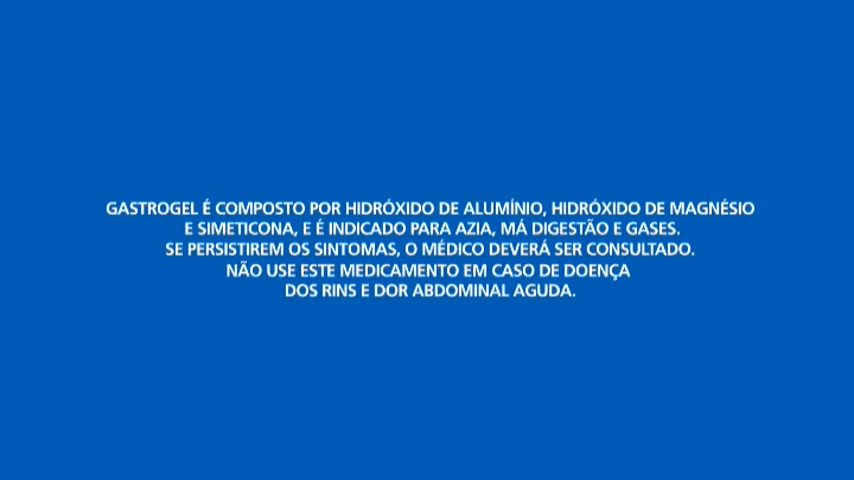 GASTROGEL É COMPOSTO POR HIDRÓXIDO DE ALUMÍNIO, HIDRÓXIDO DE MAGNÉSIO
E SIMETICONA, E É INDICADO PARA AZIA, MÁ DIGESTÃO E GASES.
SE PERSISTIREM OS SINTOMAS, O MÉDICO DEVERÁ SER CONSULTADO.
NÃO USE ESTE MEDICAMENTO EM CASO DE DOENÇA
DOS RINS E DOR ABDOMINAL AGUDA.